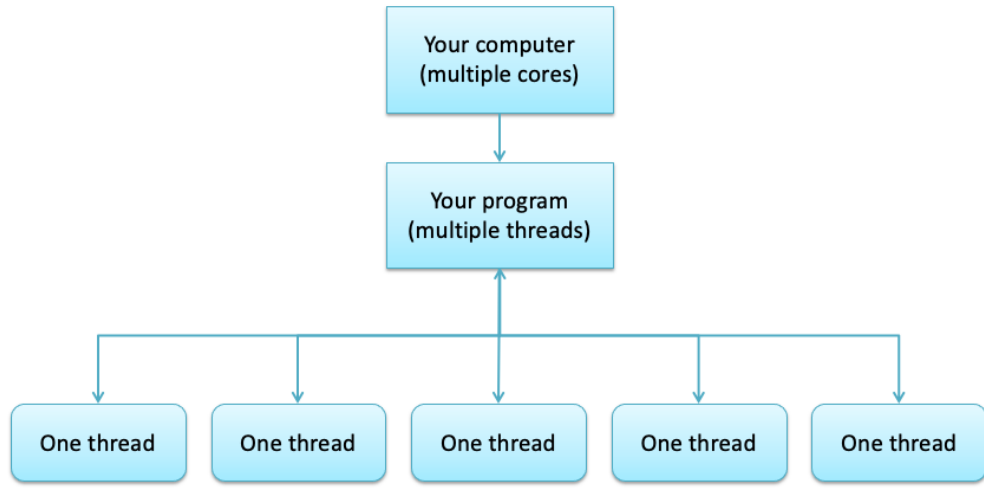 Your computer
(multiple cores)
Your program
(multiple threads)
One thread
One thread
One thread
One thread
One thread